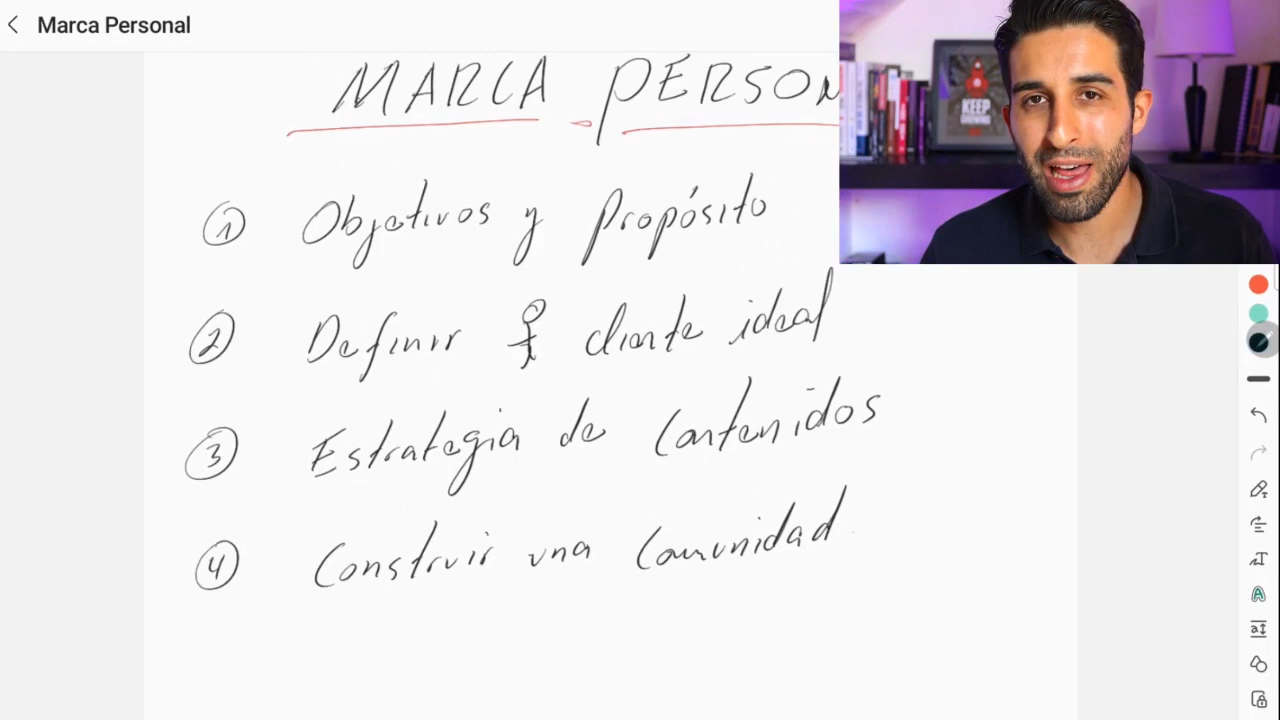 Marca Personal
MARCA PERSON
KEEP
GROWING
1 Objetivos y Propósito
2 Definir cliente ideal
3 Estrategia de Contenidos
4 Construir una Comunidad